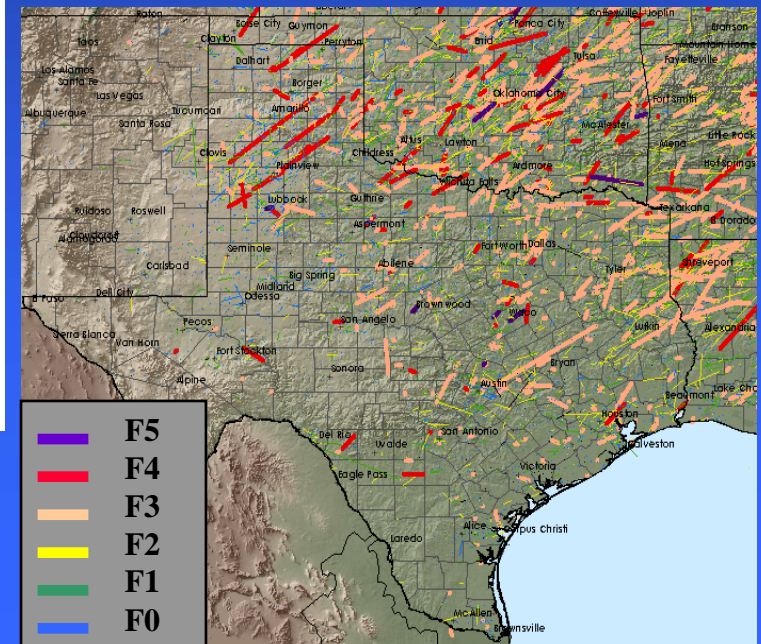 Raton
Boise City
Guymon
Ponca City
Coffeyville
Joplin
Taos
Clayton
Perryton
Enid
Branson
Mountain Home
Dalhart
Tulsa
Fayetteville
Los Alamos
Santa Fe
Borger
Las Vegas
Oklahoma City
Fort Smith
Albuquerque
Tucumcari
Amarillo
Santa Rosa
McAlester
Little Rock
Clovis
Childress
Altus
Lawton
Mena
Plainview
Ardmore
Hot Springs
Wichita Falls
Lubbock
Guthrie
Texarkana
Ruidoso
Roswell
Aspermont
El Dorado
Alamogordo
Cloudcroft
Seminole
Fort Worth
Dallas
Carlsbad
Abilene
Shreveport
Big Spring
Tyler
Midland
Dell City
Odessa
El Paso
Brownwood
Waco
Pecos
San Angelo
Lufkin
Alexandria
Sierra Blanca
Van Horn
Fort Stockton
Bryan
Sonora
Alpine
Austin
Lake Cha
Beaumont
Houston
Del Rio
San Antonio
Uvalde
Galveston
Eagle Pass
Victoria
Alice
Corpus Christi
Laredo
McAllen
Brownsville
F5
F4
F3
F2
F1
F0